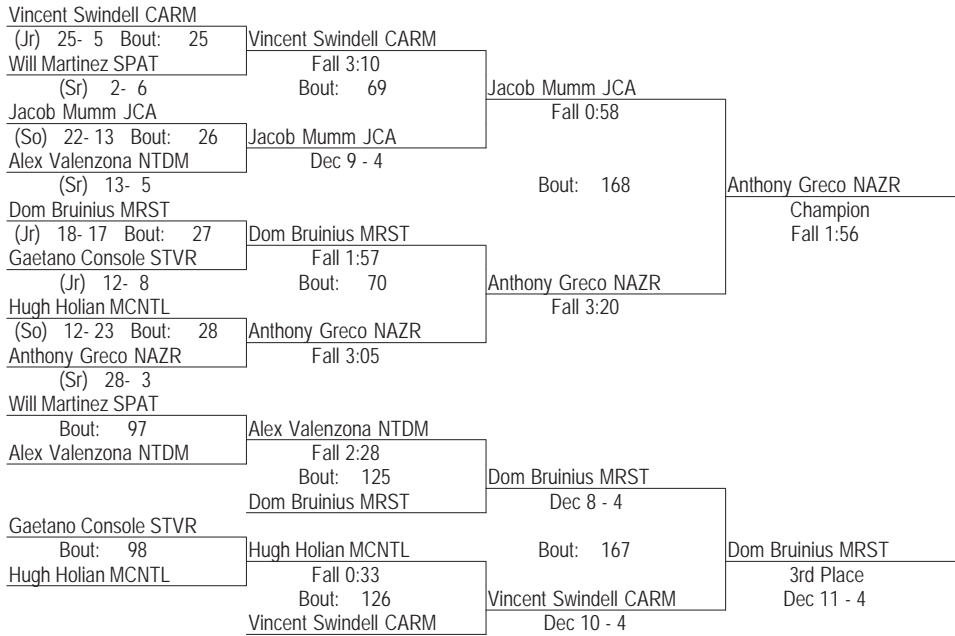 Vincent Swindell CARM
(Jr) 25- 5 Bout: 25 Vincent Swindell CARM
Will Martinez SPAT Fall 3:10
(Sr) 2- 6 Bout: 69 Jacob Mumm JCA
Jacob Mumm JCA Fall 0:58
(So) 22- 13 Bout: 26 Jacob Mumm JCA
Alex Valenzona NTDM Dec 9 - 4
(Sr) 13- 5 Bout: 168 Anthony Greco NAZR
Dom Bruinius MRST Champion
(Jr) 18- 17 Bout: 27 Dom Bruinius MRST Fall 1:56
Gaetano Console STVR Fall 1:57
(Jr) 12- 8 Bout: 70 Anthony Greco NAZR
Hugh Holian MCNTL Fall 3:20
(So) 12- 23 Bout: 28 Anthony Greco NAZR
Anthony Greco NAZR Fall 3:05
(Sr) 28- 3
Will Martinez SPAT
Bout: 97 Alex Valenzona NTDM
Alex Valenzona NTDM Fall 2:28
Bout: 125 Dom Bruinius MRST
Dom Bruinius MRST Dec 8 - 4
Gaetano Console STVR
Bout: 98 Hugh Holian MCNTL Bout: 167 Dom Bruinius MRST
Hugh Holian MCNTL Fall 0:33 3rd Place
Bout: 126 Vincent Swindell CARM Dec 11 - 4
Vincent Swindell CARM Dec 10 - 4